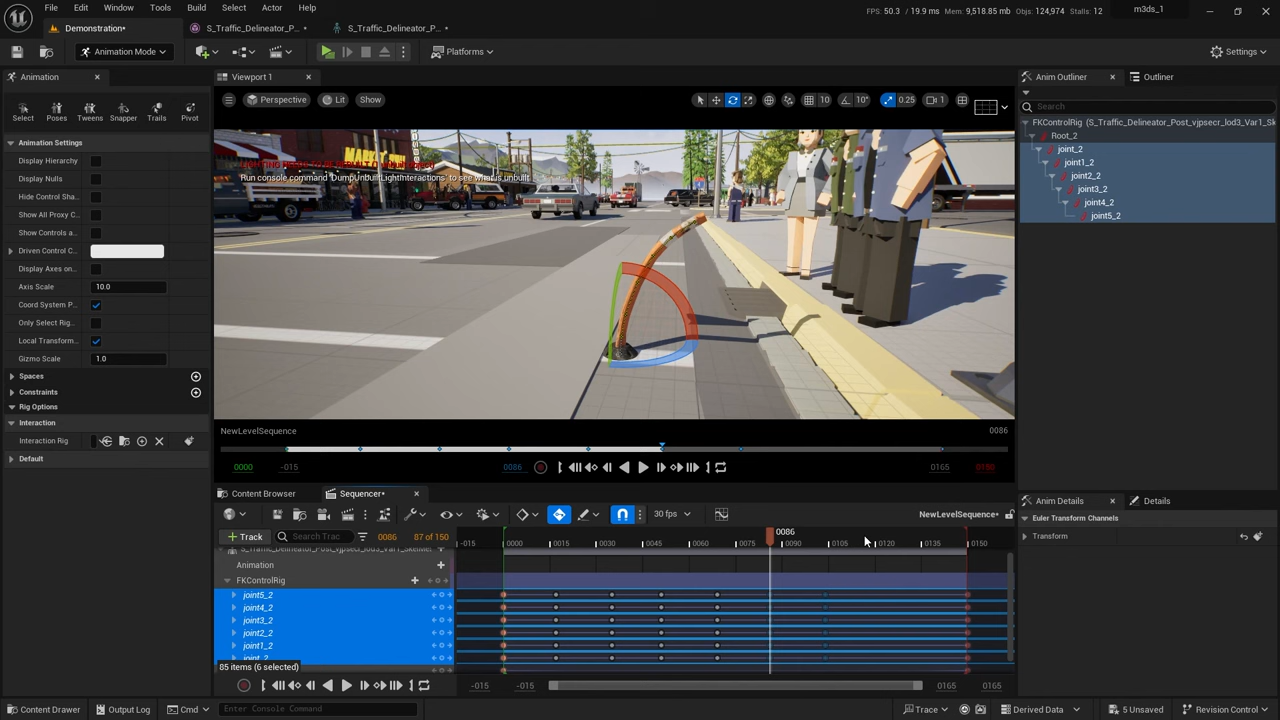 File Edit Window Tools Build Select Actor Help
FPS: 50.3 / 19.9 ms Mem: 9,518.85 mb Objs: 124,974 Stalls: 12
m3ds_1
Demonstration*
S_Traffic_Delineator_P... •
S_Traffic_Delineator_P... •
Animation Mode
Platforms
Settings
Animation
Viewport 1
Anim Outliner
Outliner
Select Poses Tweens Snapper Trails Pivot
Perspective Lit Show
10 10° 0.25 1
Search
Animation Settings
Display Hierarchy
Display Nulls
Hide Control Sha...
Show All Proxy C...
Show Controls a...
Driven Control C...
Display Axes on...
Axis Scale 10.0
Coord System P...
Only Select Rig...
Local Transform...
Gizmo Scale 1.0
Spaces
Constraints
Rig Options
Interaction
Interaction Rig
Default
Run console command 'DumpUnbuiltLightInteractions' to see what is unbuilt
FKControlRig (S_Traffic_Delineator_Post_vjpsecr_lod3_Var1_Sk
Root_2
joint_2
joint1_2
joint2_2
joint3_2
joint4_2
joint5_2
NewLevelSequence 0086
0000 -015 0086 0165 0180
Content Browser
Sequencer*
30 fps
NewLevelSequence*
Track
Search Trac
0086 87 of 150
-015 0000 0015 0030 0045 0060 0075 0086 0090 0105 0120 0135 0150
S_Traffic_Delineator_Post_vjpsecr_lod3_Var1_SkelMe
Animation
FKControlRig
joint5_2
joint4_2
joint3_2
joint2_2
joint1_2
joint_2
85 items (6 selected)
-015 -015 0165 0165
Anim Details
Details
Euler Transform Channels
Transform
Content Drawer
Output Log
Cmd
Enter Console Command
Trace
Derived Data
5 Unsaved
Revision Control